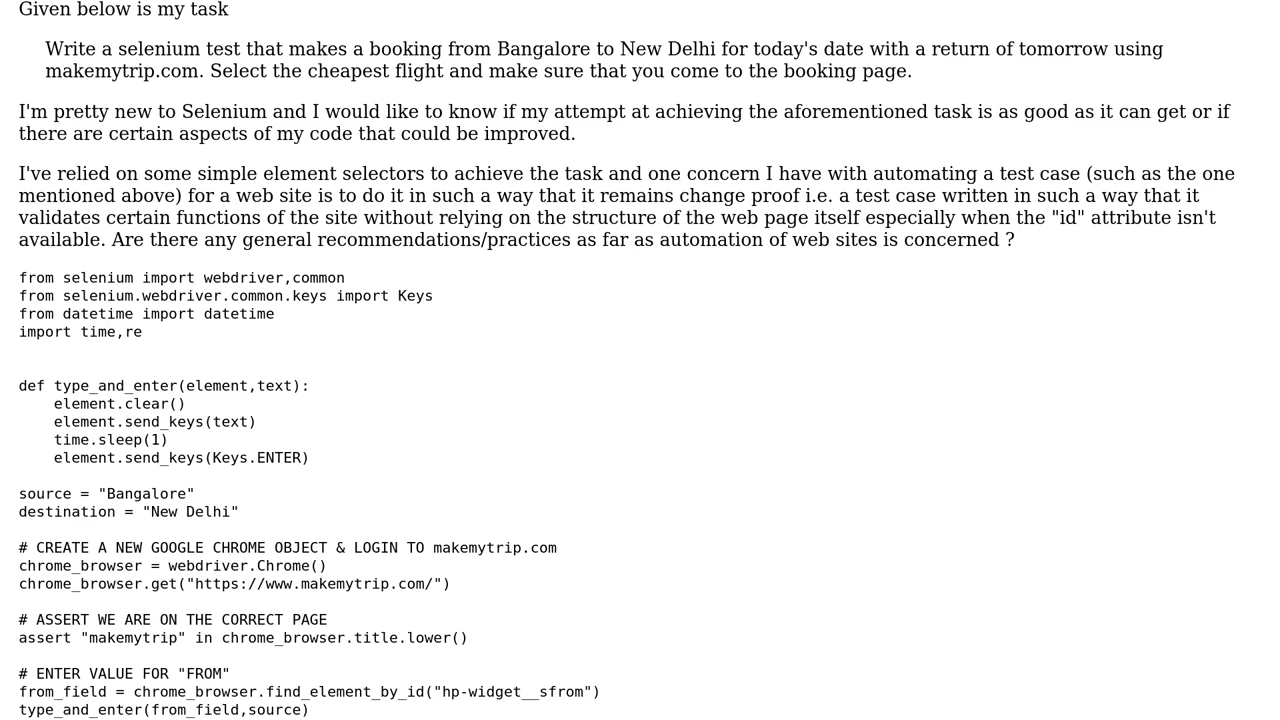 Given below is my task
Write a selenium test that makes a booking from Bangalore to New Delhi for today's date with a return of tomorrow using
makemytrip.com. Select the cheapest flight and make sure that you come to the booking page.
I'm pretty new to Selenium and I would like to know if my attempt at achieving the aforementioned task is as good as it can get or if
there are certain aspects of my code that could be improved.
I've relied on some simple element selectors to achieve the task and one concern I have with automating a test case (such as the one
mentioned above) for a web site is to do it in such a way that it remains change proof i.e. a test case written in such a way that it
validates certain functions of the site without relying on the structure of the web page itself especially when the "id" attribute isn't
available. Are there any general recommendations/practices as far as automation of web sites is concerned ?
from selenium import webdriver,common
from selenium.webdriver.common.keys import Keys
from datetime import datetime
import time,re
def type_and_enter(element,text):
    element.clear()
    element.send_keys(text)
    time.sleep(1)
    element.send_keys(Keys.ENTER)
source = "Bangalore"
destination = "New Delhi"
# CREATE A NEW GOOGLE CHROME OBJECT & LOGIN TO makemytrip.com
chrome_browser = webdriver.Chrome()
chrome_browser.get("https://www.makemytrip.com/")
# ASSERT WE ARE ON THE CORRECT PAGE
assert "makemytrip" in chrome_browser.title.lower()
# ENTER VALUE FOR "FROM"
from_field = chrome_browser.find_element_by_id("hp-widget__sfrom")
type_and_enter(from_field,source)